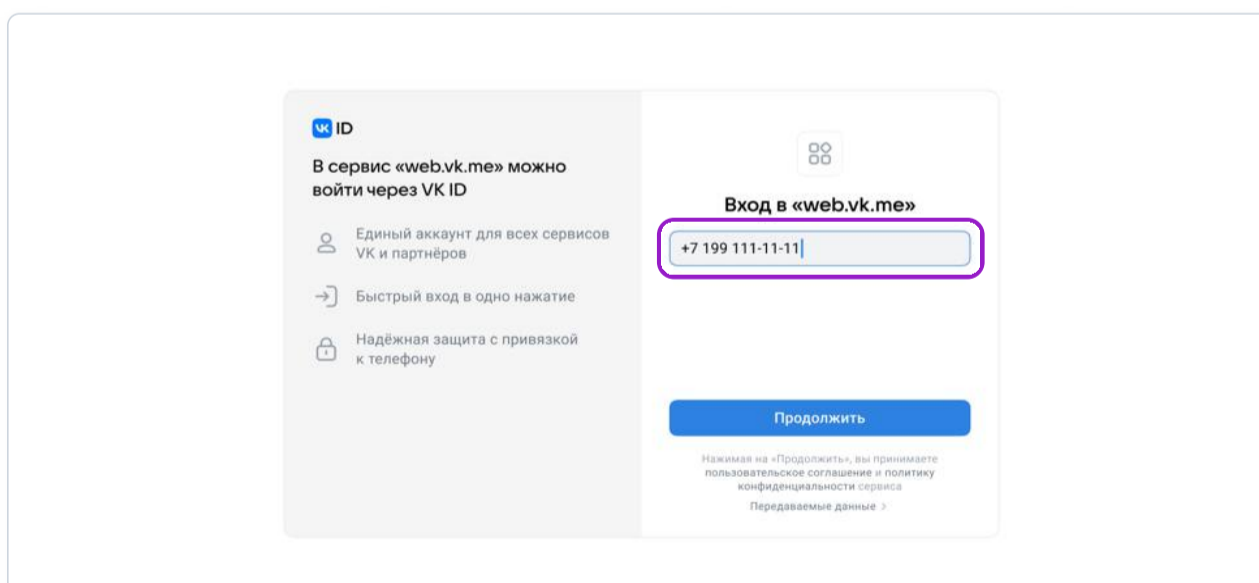 VK ID
В сервис «web.vk.me» можно
войти через VK ID
Единый аккаунт для всех сервисов
VK и партнёров
Быстрый вход в одно нажатие
Надёжная защита с привязкой
к телефону
Вход в «web.vk.me»
+7 199 111-11-11
Продолжить
Нажимая на «Продолжить», вы принимаете
пользовательское соглашение и политику
конфиденциальности сервиса
Передаваемые данные >